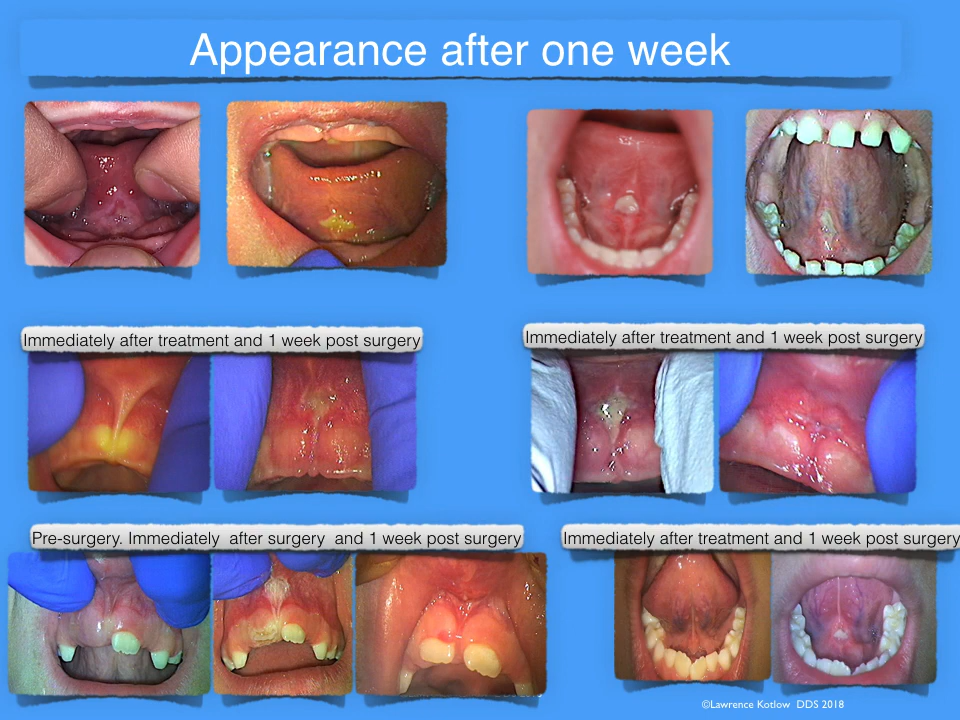 Appearance after one week
Immediately after treatment and 1 week post surgery
Immediately after treatment and 1 week post surgery
Pre-surgery. Immediately  after surgery  and 1 week post surgery
Immediately after treatment and 1 week post surgery
©Lawrence Kotlow  DDS 2018